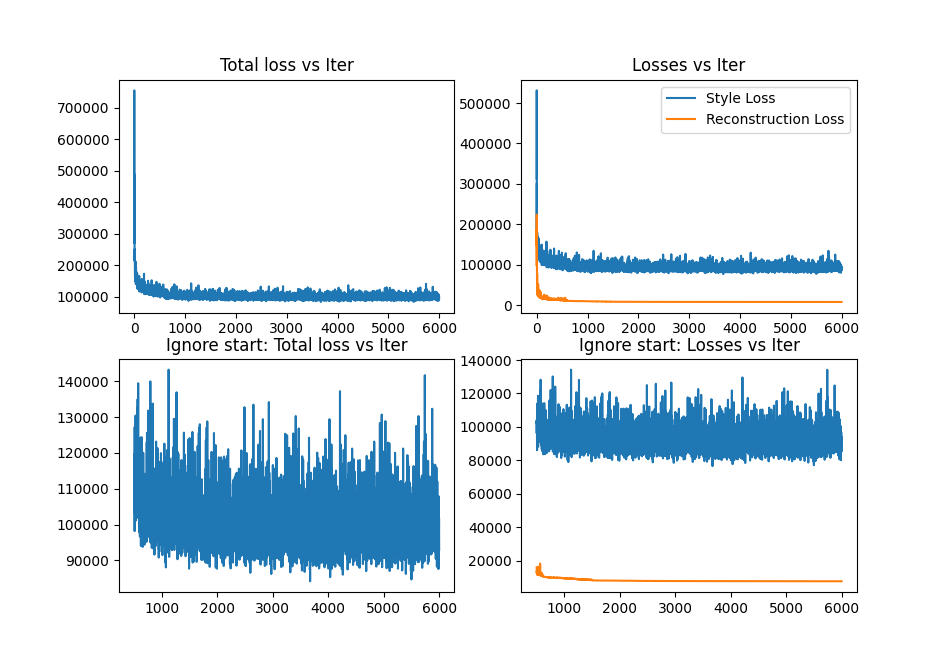 Total loss vs Iter
700000
600000
500000
400000
300000
200000
100000
0 1000 2000 3000 4000 5000 6000
Losses vs Iter
Style Loss
Reconstruction Loss
500000
400000
300000
200000
100000
0
0 1000 2000 3000 4000 5000 6000
Ignore start: Total loss vs Iter
140000
130000
120000
110000
100000
90000
1000 2000 3000 4000 5000 6000
Ignore start: Losses vs Iter
140000
120000
100000
80000
60000
40000
20000
1000 2000 3000 4000 5000 6000